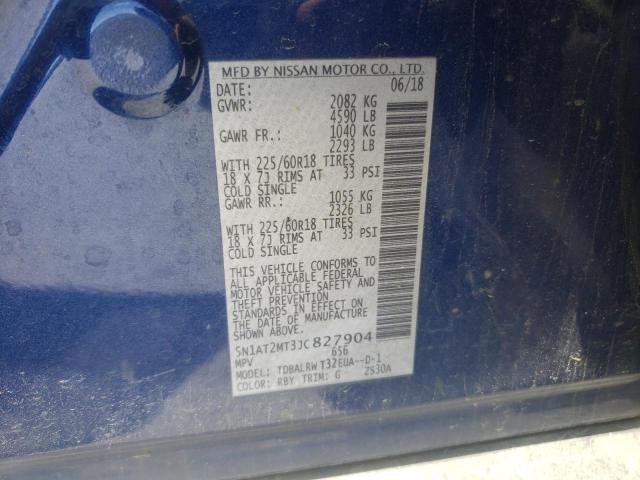 MFD BY NISSAN MOTOR CO., LTD.
DATE: 06/18
GVWR: 2082 KG
4590 LB
GAWR FR.: 1040 KG
2293 LB
WITH 225/60R18 TIRES
18 X 7J RIMS AT 33 PSI
COLD SINGLE
GAWR RR.: 1055 KG
2326 LB
WITH 225/60R18 TIRES
18 X 7J RIMS AT 33 PSI
COLD SINGLE
THIS VEHICLE CONFORMS TO
ALL APPLICABLE FEDERAL
MOTOR VEHICLE SAFETY AND
THEFT PREVENTION
STANDARDS IN EFFECT ON
THE DATE OF MANUFACTURE
SHOWN ABOVE.
5N1AT2MT3JC827904
MPV 656
MODEL: TDBALRW T32EUA--D-1
COLOR: RBY TRIM: G ZS30A